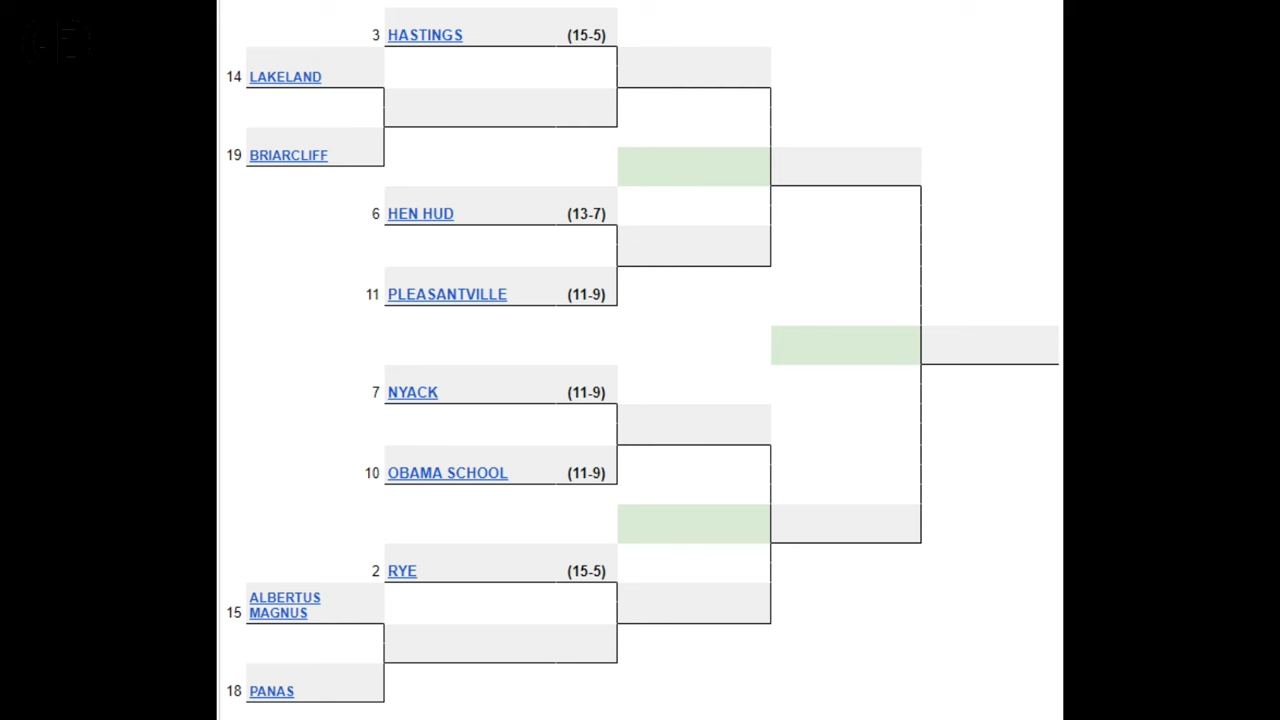 3 HASTINGS (15-5)
14 LAKELAND
19 BRIARCLIFF
6 HEN HUD (13-7)
11 PLEASANTVILLE (11-9)
7 NYACK (11-9)
10 OBAMA SCHOOL (11-9)
2 RYE (15-5)
ALBERTUS
15 MAGNUS
18 PANAS